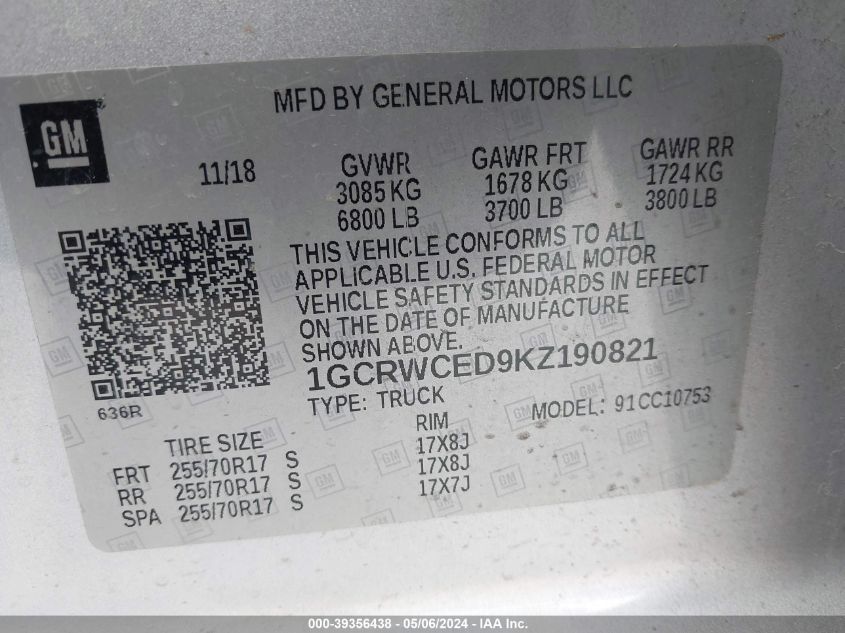 MFD BY GENERAL MOTORS LLC
GM
11/18
GVWR
3085 KG
6800 LB
GAWR FRT
1678 KG
3700 LB
GAWR RR
1724 KG
3800 LB
THIS VEHICLE CONFORMS TO ALL
APPLICABLE U.S. FEDERAL MOTOR
VEHICLE SAFETY STANDARDS IN EFFECT
ON THE DATE OF MANUFACTURE
SHOWN ABOVE.
1GCRWCED9KZ190821
TYPE: TRUCK
MODEL: 91CC10753
636R
TIRE SIZE RIM
FRT 255/70R17 S 17X8J
RR 255/70R17 S 17X8J
SPA 255/70R17 S 17X7J
000-39356438 - 05/06/2024 - IAA Inc.